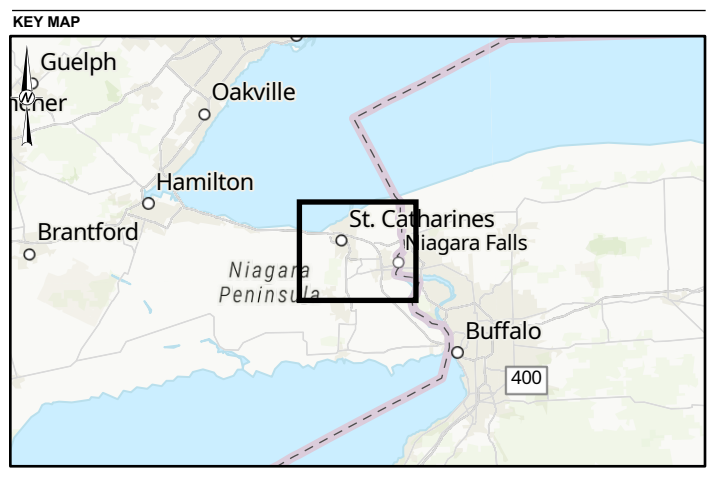 KEY MAP
Guelph
N
Oakville
Hamilton
St. Catharines
Brantford
Niagara Falls
Niagara
Peninsula
Buffalo
400